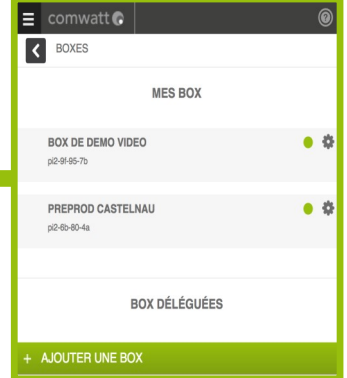 comwatt
BOXES
MES BOX
BOX DE DEMO VIDEO
pi2-9f-95-7b
PREPROD CASTELNAU
pi2-6b-80-4a
BOX DÉLÉGUÉES
+ AJOUTER UNE BOX